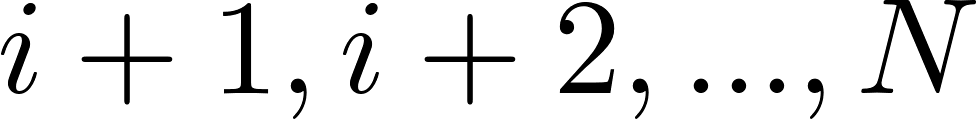 i + 1, i + 2, ..., N